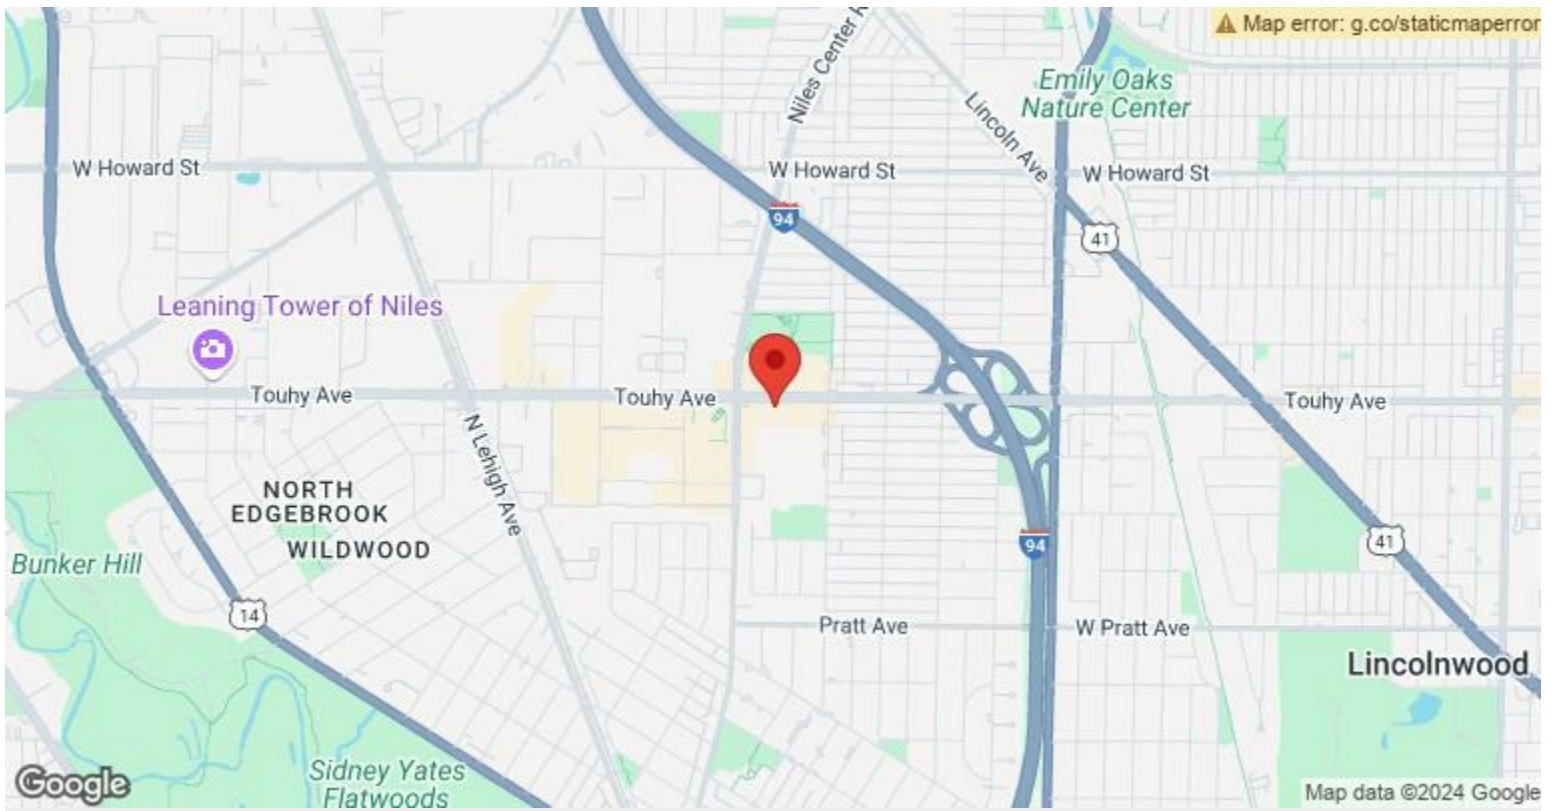 Map error: g.co/staticmaperror
Niles Center R
Emily Oaks
Nature Center
Lincoln Ave
W Howard St
W Howard St
W Howard St
94
41
Leaning Tower of Niles
Touhy Ave
Touhy Ave
Touhy Ave
N Lehigh Ave
NORTH
EDGEBROOK
WILDWOOD
Bunker Hill
94
41
14
Pratt Ave
W Pratt Ave
Lincolnwood
Sidney Yates
Flatwoods
Google
Map data ©2024 Google